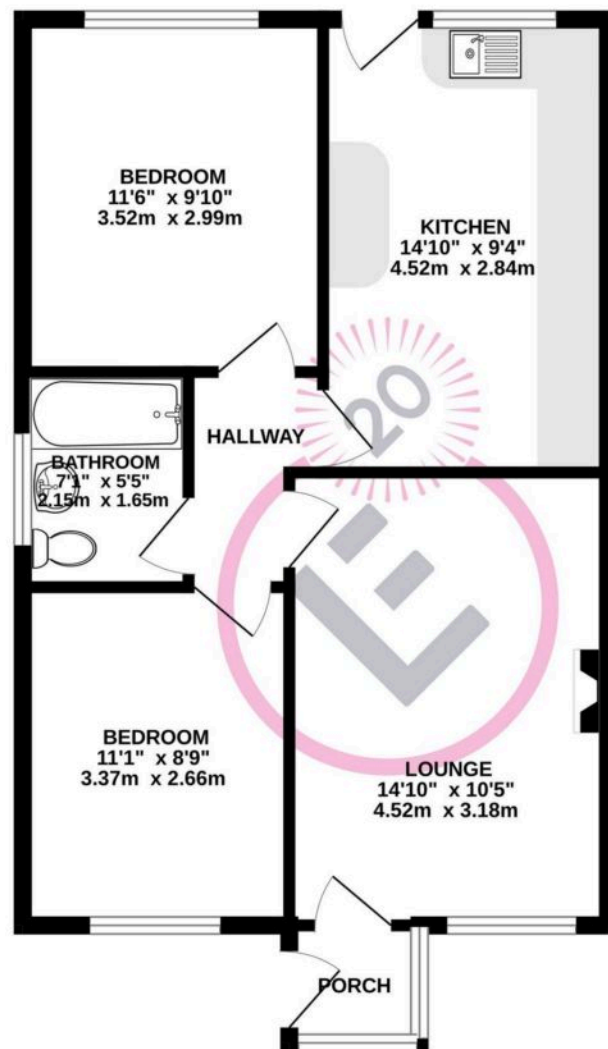 BEDROOM
11'6" x 9'10"
3.52m x 2.99m
KITCHEN
14'10" x 9'4"
4.52m x 2.84m
20
HALLWAY
BATHROOM
7'1" x 5'5"
2.15m x 1.65m
E
BEDROOM
11'1" x 8'9"
3.37m x 2.66m
LOUNGE
14'10" x 10'5"
4.52m x 3.18m
PORCH